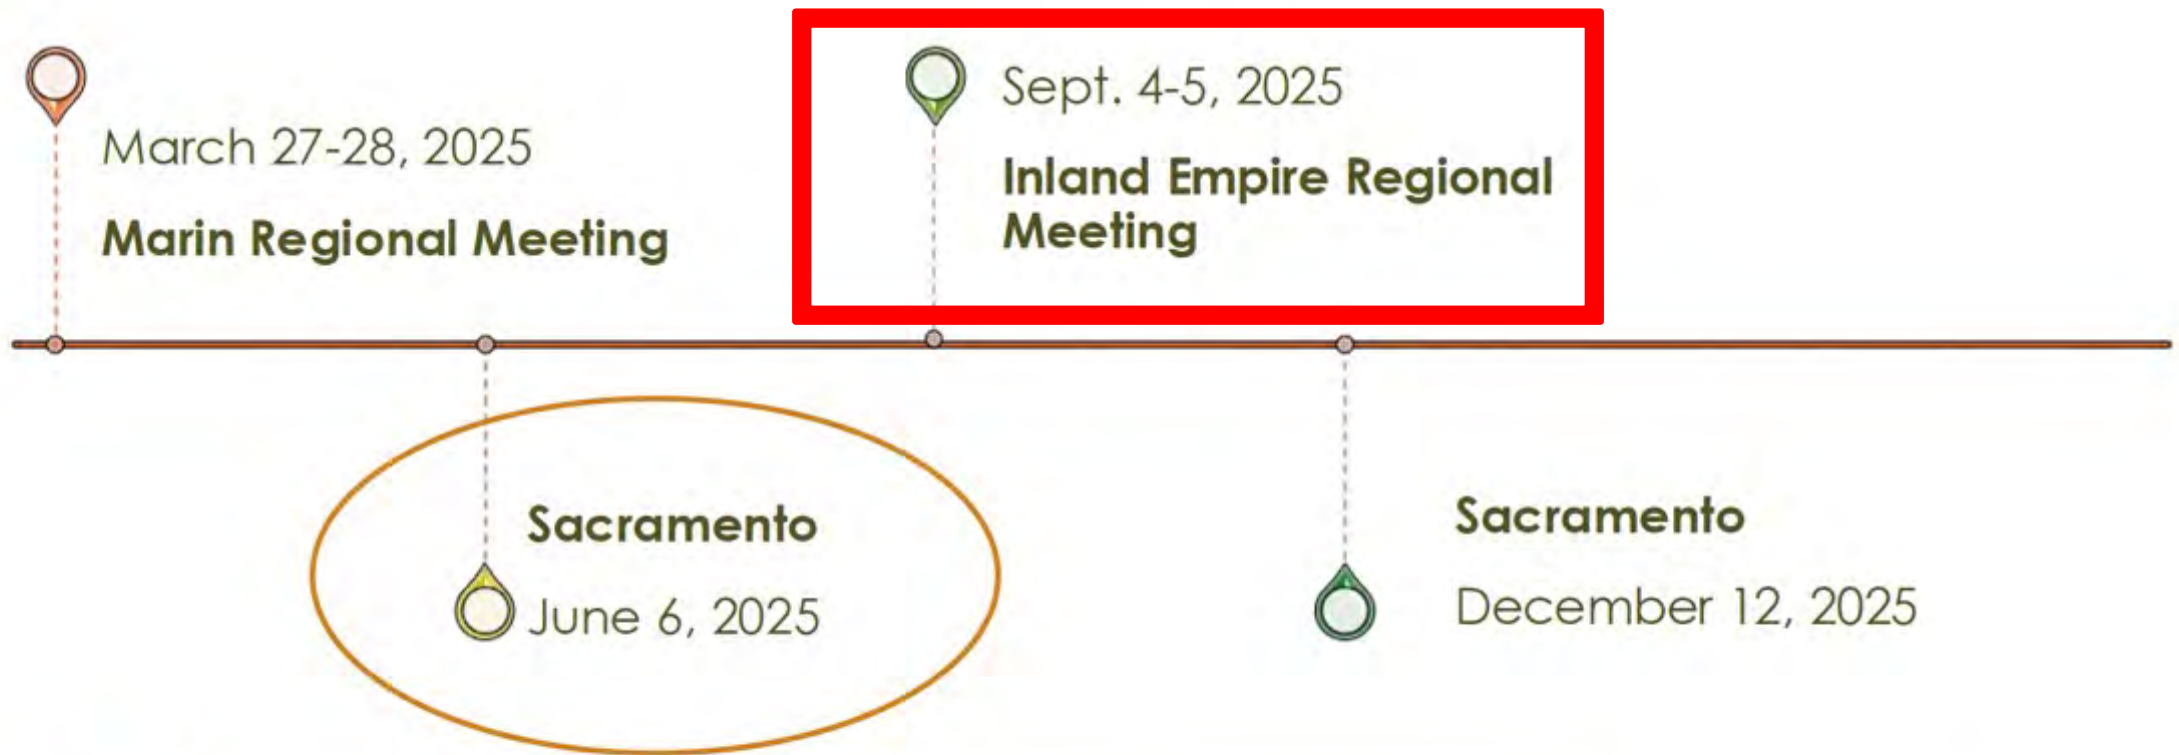 March 27-28, 2025
Marin Regional Meeting
Sept. 4-5, 2025
Inland Empire Regional
Meeting
Sacramento
June 6, 2025
Sacramento
December 12, 2025